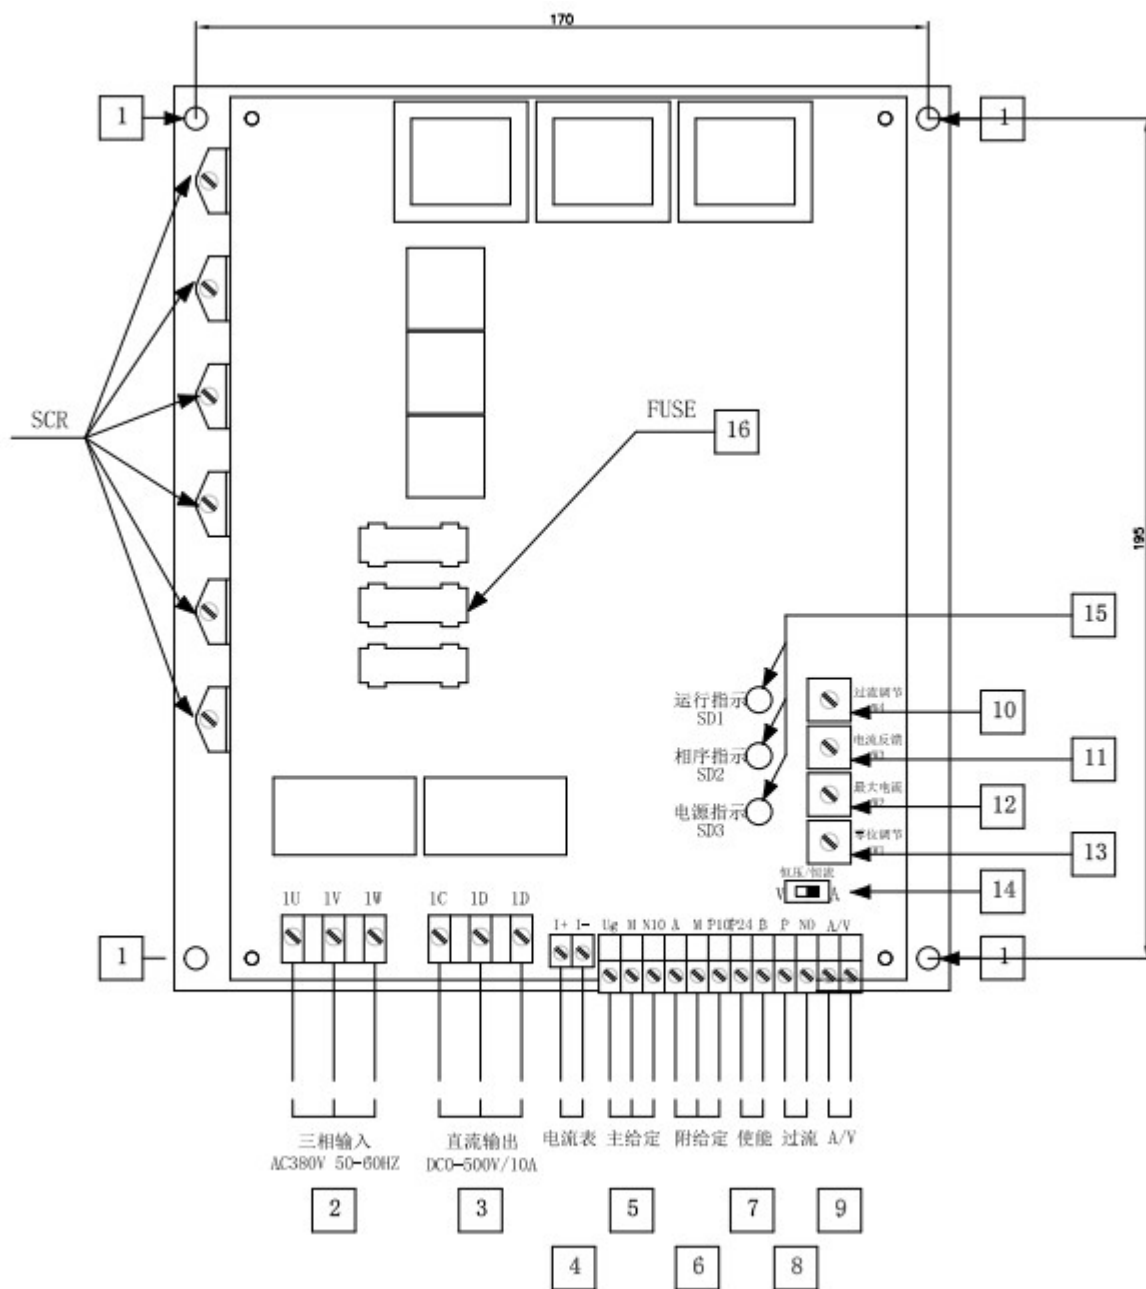 170
1
1
SCR
FUSE
16
195
15
运行指示
SD1
过流调节
10
相序指示
SD2
电流反馈
11
电源指示
SD3
最大电流
12
零位调节
13
恒压/恒流
V A
14
1U 1V 1W 1C 1D 1D
I+ I- Ug M N10 A M P10 P24 B P NO A/V
1
1
三相输入
AC380V 50-60HZ
直流输出
DC0-500V/10A
电流表 主给定 附给定 使能 过流 A/V
2 3 5 7 9
4 6 8